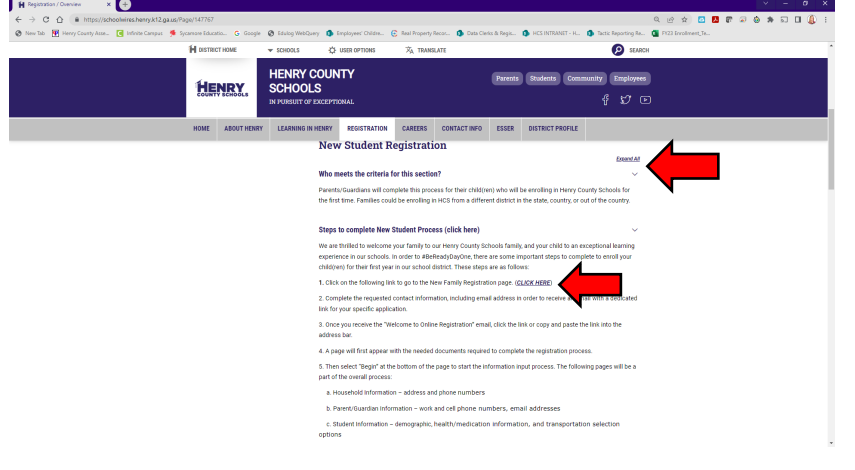 Registration / Overview
https://schoolwires.henry.k12.ga.us/Page/147767
New Tab Henry County Asse... Infinite Campus Sycamore Educatio... Google Edulog WebQuery Employees' Childre... Real Property Recor... Data Clerks & Regis... HCS INTRANET - H... Tactic Reporting Re... FY23 Enrollment_Te...
DISTRICT HOME SCHOOLS USER OPTIONS TRANSLATE SEARCH
HENRY
COUNTY SCHOOLS
HENRY COUNTY
SCHOOLS
IN PURSUIT OF EXCEPTIONAL
Parents Students Community Employees
HOME ABOUT HENRY LEARNING IN HENRY REGISTRATION CAREERS CONTACT INFO ESSER DISTRICT PROFILE
New Student Registration
Expand All
Who meets the criteria for this section?
Parents/Guardians will complete this process for their child(ren) who will be enrolling in Henry County Schools for
the first time. Families could be enrolling in HCS from a different district in the state, country, or out of the country.
Steps to complete New Student Process (click here)
We are thrilled to welcome your family to our Henry County Schools family, and your child to an exceptional learning
experience in our schools. In order to #BeReadyDayOne, there are some important steps to complete to enroll your
child(ren) for their first year in our school district. These steps are as follows:
1. Click on the following link to go to the New Family Registration page. (CLICK HERE)
2. Complete the requested contact information, including email address in order to receive a with a dedicated
link for your specific application.
3. Once you receive the "Welcome to Online Registration" email, click the link or copy and paste the link into the
address bar.
4. A page will first appear with the needed documents required to complete the registration process.
5. Then select "Begin" at the bottom of the page to start the information input process. The following pages will be a
part of the overall process:
a. Household Information – address and phone numbers
b. Parent/Guardian Information – work and cell phone numbers, email addresses
c. Student Information – demographic, health/medication information, and transportation selection
options